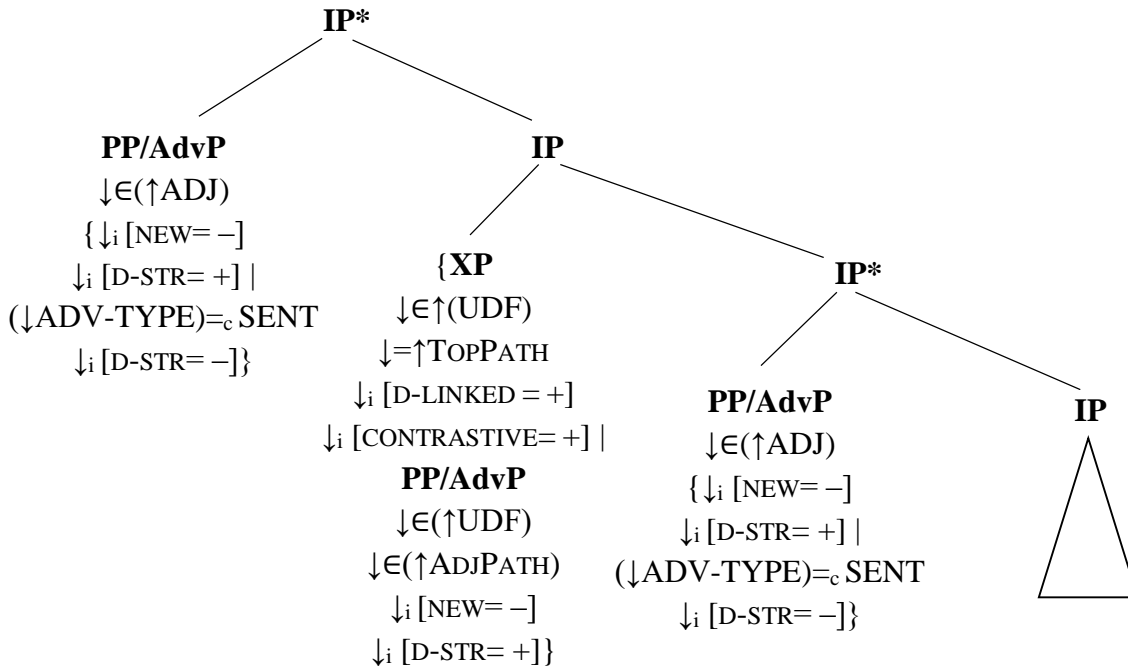 IP*
PP/AdvP
↓∈(↑ADJ)
{↓i [NEW= –]
↓i [D-STR= +] |
(↓ADV-TYPE)=c SENT
↓i [D-STR= –]}
IP
{XP
↓∈↑(UDF)
↓=↑TOPPATH
↓i [D-LINKED = +]
↓i [CONTRASTIVE= +] |
PP/AdvP
↓∈(↑UDF)
↓∈(↑ADJPATH)
↓i [NEW= –]
↓i [D-STR= +]}
IP*
PP/AdvP
↓∈(↑ADJ)
{↓i [NEW= –]
↓i [D-STR= +] |
(↓ADV-TYPE)=c SENT
↓i [D-STR= –]}
IP